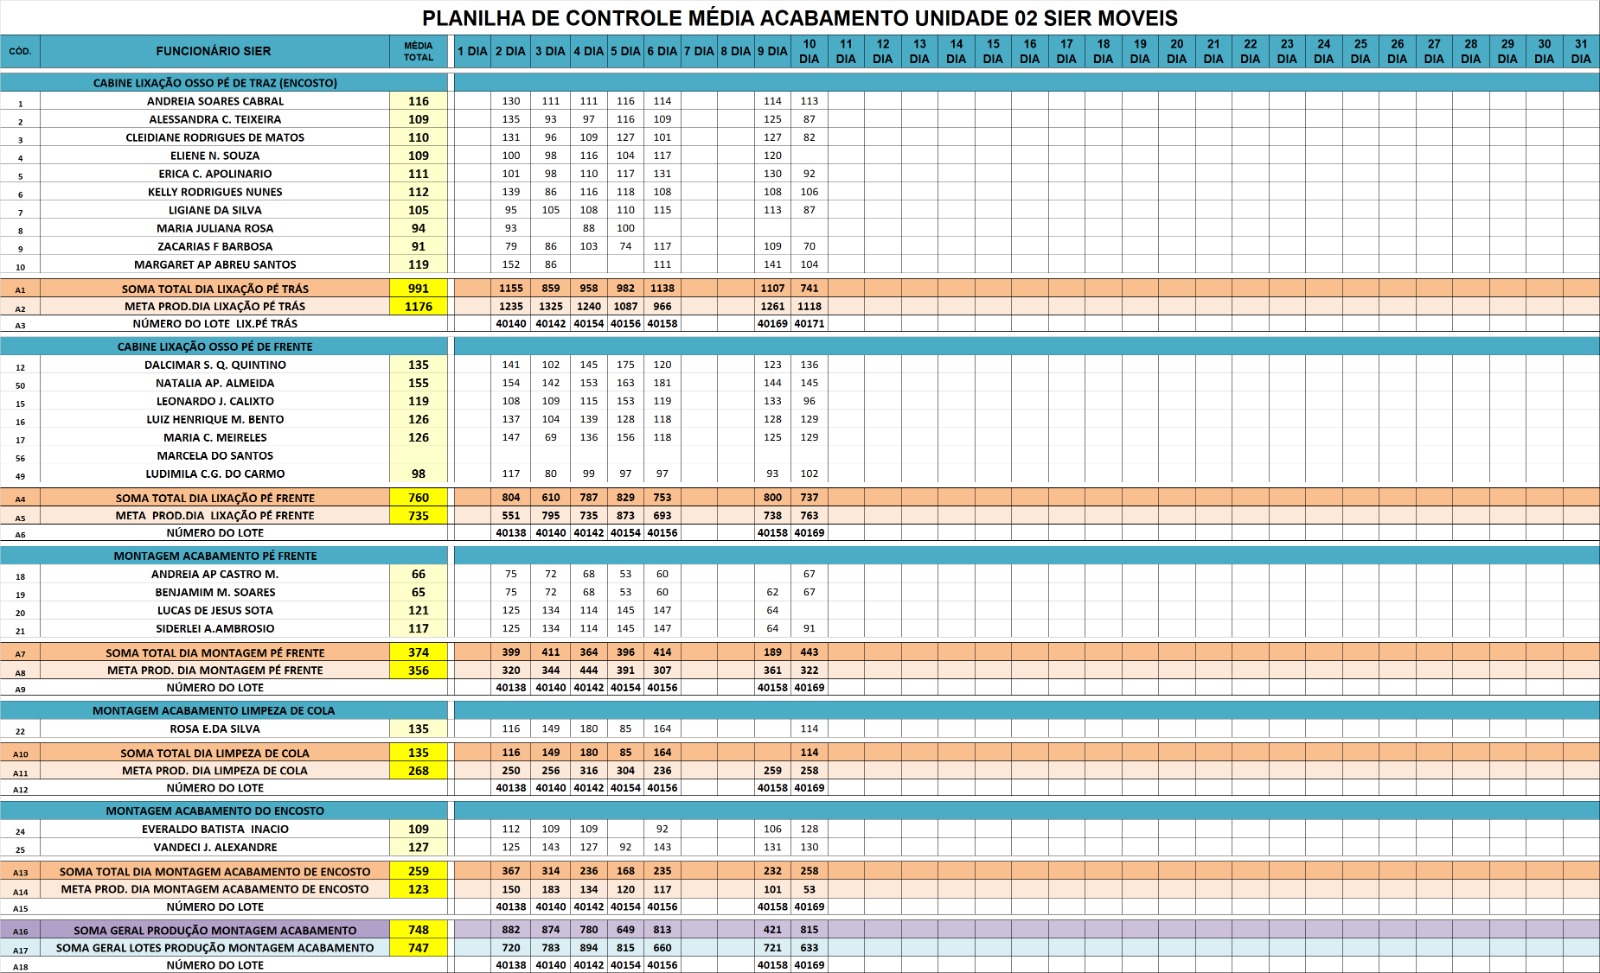 PLANILHA DE CONTROLE MÉDIA ACABAMENTO UNIDADE 02 SIER MOVEIS
CÓD. FUNCIONÁRIO SIER MÉDIA TOTAL 1 DIA 2 DIA 3 DIA 4 DIA 5 DIA 6 DIA 7 DIA 8 DIA 9 DIA 10 DIA 11 DIA 12 DIA 13 DIA 14 DIA 15 DIA 16 DIA 17 DIA 18 DIA 19 DIA 20 DIA 21 DIA 22 DIA 23 DIA 24 DIA 25 DIA 26 DIA 27 DIA 28 DIA 29 DIA 30 DIA 31 DIA
CABINE LIXAÇÃO OSSO PÉ DE TRAZ (ENCOSTO)
1 ANDREIA SOARES CABRAL 116 130 111 111 116 114 114 113
2 ALESSANDRA C. TEIXEIRA 109 135 93 97 116 109 125 87
3 CLEIDIANE RODRIGUES DE MATOS 110 131 96 109 127 101 127 82
4 ELIENE N. SOUZA 109 100 98 116 104 117 120
5 ERICA C. APOLINARIO 111 101 98 110 117 131 130 92
6 KELLY RODRIGUES NUNES 112 139 86 116 118 108 108 106
7 LIGIANE DA SILVA 105 95 105 108 110 115 113 87
8 MARIA JULIANA ROSA 94 93 88 100
9 ZACARIAS F BARBOSA 91 79 86 103 74 117 109 70
10 MARGARET AP ABREU SANTOS 119 152 86 111 141 104
A1 SOMA TOTAL DIA LIXAÇÃO PÉ TRÁS 991 1155 859 958 982 1138 1107 741
A2 META PROD.DIA LIXAÇÃO PÉ TRÁS 1176 1235 1325 1240 1087 966 1261 1118
A3 NÚMERO DO LOTE LIX.PÉ TRÁS 40140 40142 40154 40156 40158 40169 40171
CABINE LIXAÇÃO OSSO PÉ DE FRENTE
12 DALCIMAR S. Q. QUINTINO 135 141 102 145 175 120 123 136
50 NATALIA AP. ALMEIDA 155 154 142 153 163 181 144 145
15 LEONARDO J. CALIXTO 119 108 109 115 153 119 133 96
16 LUIZ HENRIQUE M. BENTO 126 137 104 139 128 118 128 129
17 MARIA C. MEIRELES 126 147 69 136 156 118 125 129
56 MARCELA DO SANTOS
49 LUDIMILA C.G. DO CARMO 98 117 80 99 97 97 93 102
A4 SOMA TOTAL DIA LIXAÇÃO PÉ FRENTE 760 804 610 787 829 753 800 737
A5 META PROD.DIA LIXAÇÃO PÉ FRENTE 735 551 795 735 873 693 738 763
A6 NÚMERO DO LOTE 40138 40140 40142 40154 40156 40158 40169
MONTAGEM ACABAMENTO PÉ FRENTE
18 ANDREIA AP CASTRO M. 66 75 72 68 53 60 67
19 BENJAMIM M. SOARES 65 75 72 68 53 60 62 67
20 LUCAS DE JESUS SOTA 121 125 134 114 145 147 64
21 SIDERLEI A.AMBROSIO 117 125 134 114 145 147 64 91
A7 SOMA TOTAL DIA MONTAGEM PÉ FRENTE 374 399 411 364 396 414 189 443
A8 META PROD. DIA MONTAGEM PÉ FRENTE 356 320 344 444 391 307 361 322
A9 NÚMERO DO LOTE 40138 40140 40142 40154 40156 40158 40169
MONTAGEM ACABAMENTO LIMPEZA DE COLA
22 ROSA E.DA SILVA 135 116 149 180 85 164 114
A10 SOMA TOTAL DIA LIMPEZA DE COLA 135 116 149 180 85 164 114
A11 META PROD. DIA LIMPEZA DE COLA 268 250 256 316 304 236 259 258
A12 NÚMERO DO LOTE 40138 40140 40142 40154 40156 40158 40169
MONTAGEM ACABAMENTO DO ENCOSTO
24 EVERALDO BATISTA INACIO 109 112 109 109 92 106 128
25 VANDECI J. ALEXANDRE 127 125 143 127 92 143 131 130
A13 SOMA TOTAL DIA MONTAGEM ACABAMENTO DE ENCOSTO 259 367 314 236 168 235 232 258
A14 META PROD. DIA MONTAGEM ACABAMENTO DE ENCOSTO 123 150 183 134 120 117 101 53
A15 NÚMERO DO LOTE 40138 40140 40142 40154 40156 40158 40169
A16 SOMA GERAL PRODUÇÃO MONTAGEM ACABAMENTO 748 882 874 780 649 813 421 815
A17 SOMA GERAL LOTES PRODUÇÃO MONTAGEM ACABAMENTO 747 720 783 894 815 660 721 633
A18 NÚMERO DO LOTE 40138 40140 40142 40154 40156 40158 40169